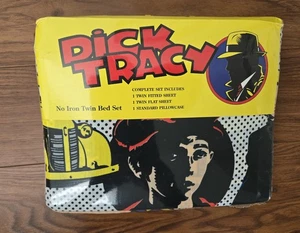 DICK
TRACY
COMPLETE SET INCLUDES
1 TWIN FITTED SHEET
1 TWIN FLAT SHEET
1 STANDARD PILLOWCASE
No Iron Twin Bed Set